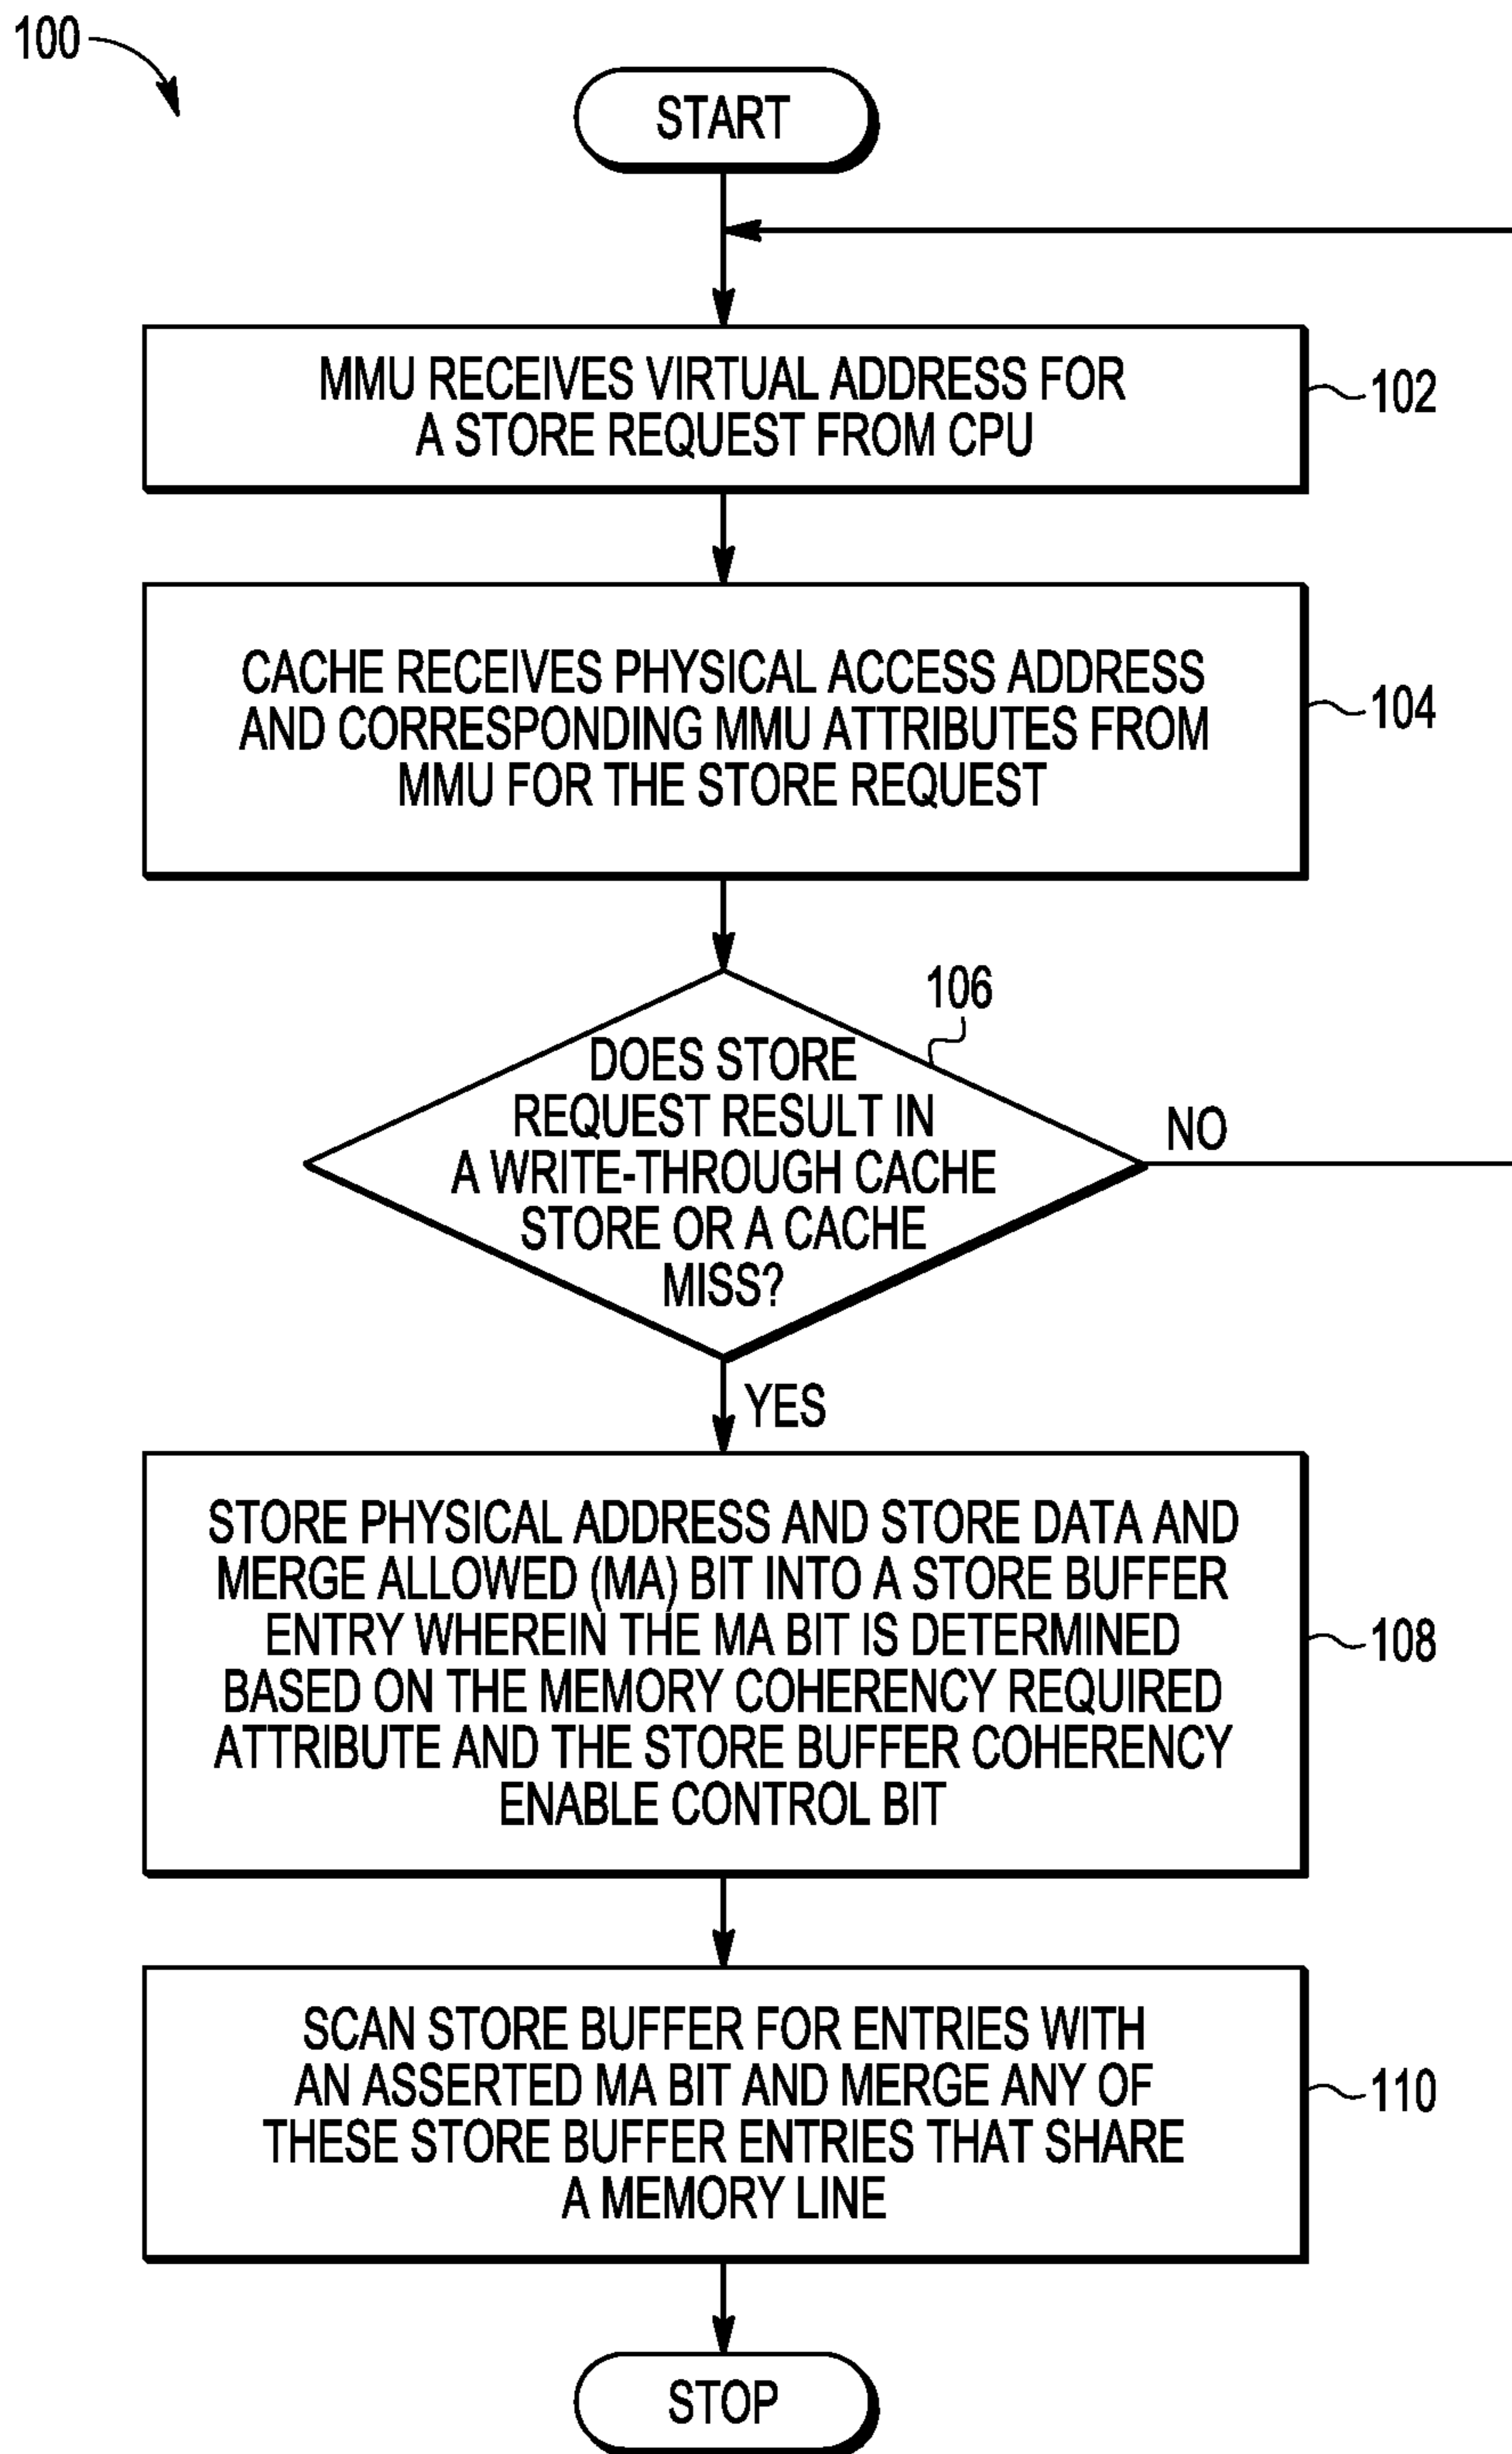 100
START
MMU RECEIVES VIRTUAL ADDRESS FOR
A STORE REQUEST FROM CPU
102
CACHE RECEIVES PHYSICAL ACCESS ADDRESS
AND CORRESPONDING MMU ATTRIBUTES FROM
MMU FOR THE STORE REQUEST
104
106
DOES STORE
REQUEST RESULT IN
A WRITE-THROUGH CACHE
STORE OR A CACHE
MISS?
NO
YES
STORE PHYSICAL ADDRESS AND STORE DATA AND
MERGE ALLOWED (MA) BIT INTO A STORE BUFFER
ENTRY WHEREIN THE MA BIT IS DETERMINED
BASED ON THE MEMORY COHERENCY REQUIRED
ATTRIBUTE AND THE STORE BUFFER COHERENCY
ENABLE CONTROL BIT
108
SCAN STORE BUFFER FOR ENTRIES WITH
AN ASSERTED MA BIT AND MERGE ANY OF
THESE STORE BUFFER ENTRIES THAT SHARE
A MEMORY LINE
110
STOP